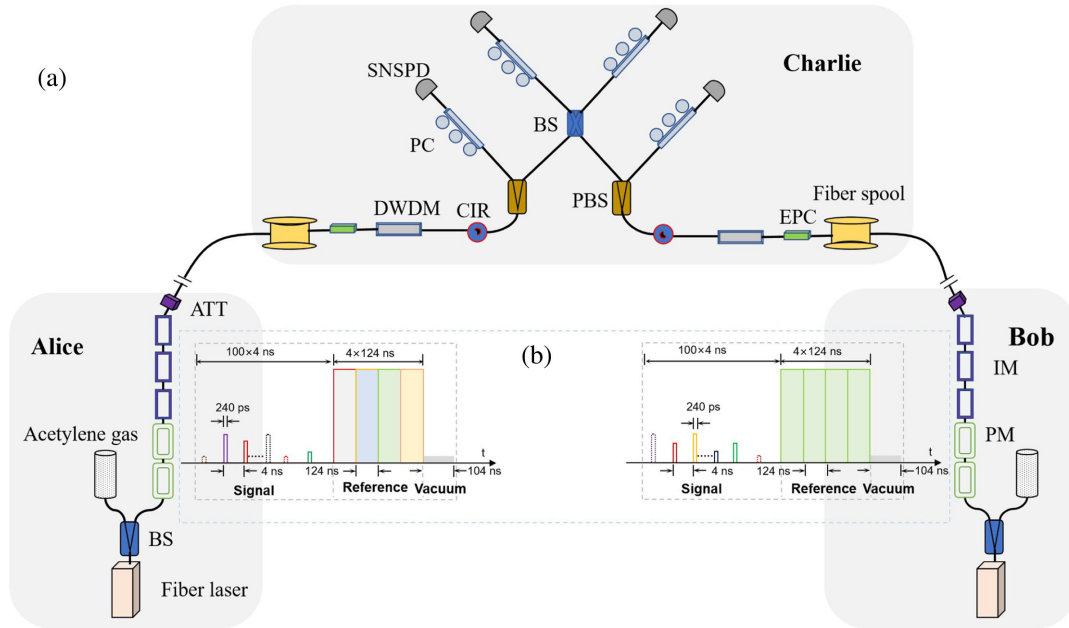 (a)
Charlie
SNSPD
PC
BS
PBS
Fiber spool
DWDM
CIR
EPC
ATT
Alice
Acetylene gas
BS
Fiber laser
(b)
100×4 ns
4×124 ns
240 ps
4 ns
124 ns
104 ns
t
Signal
Reference
Vacuum
100×4 ns
4×124 ns
240 ps
4 ns
124 ns
104 ns
t
Signal
Reference
Vacuum
Bob
IM
PM